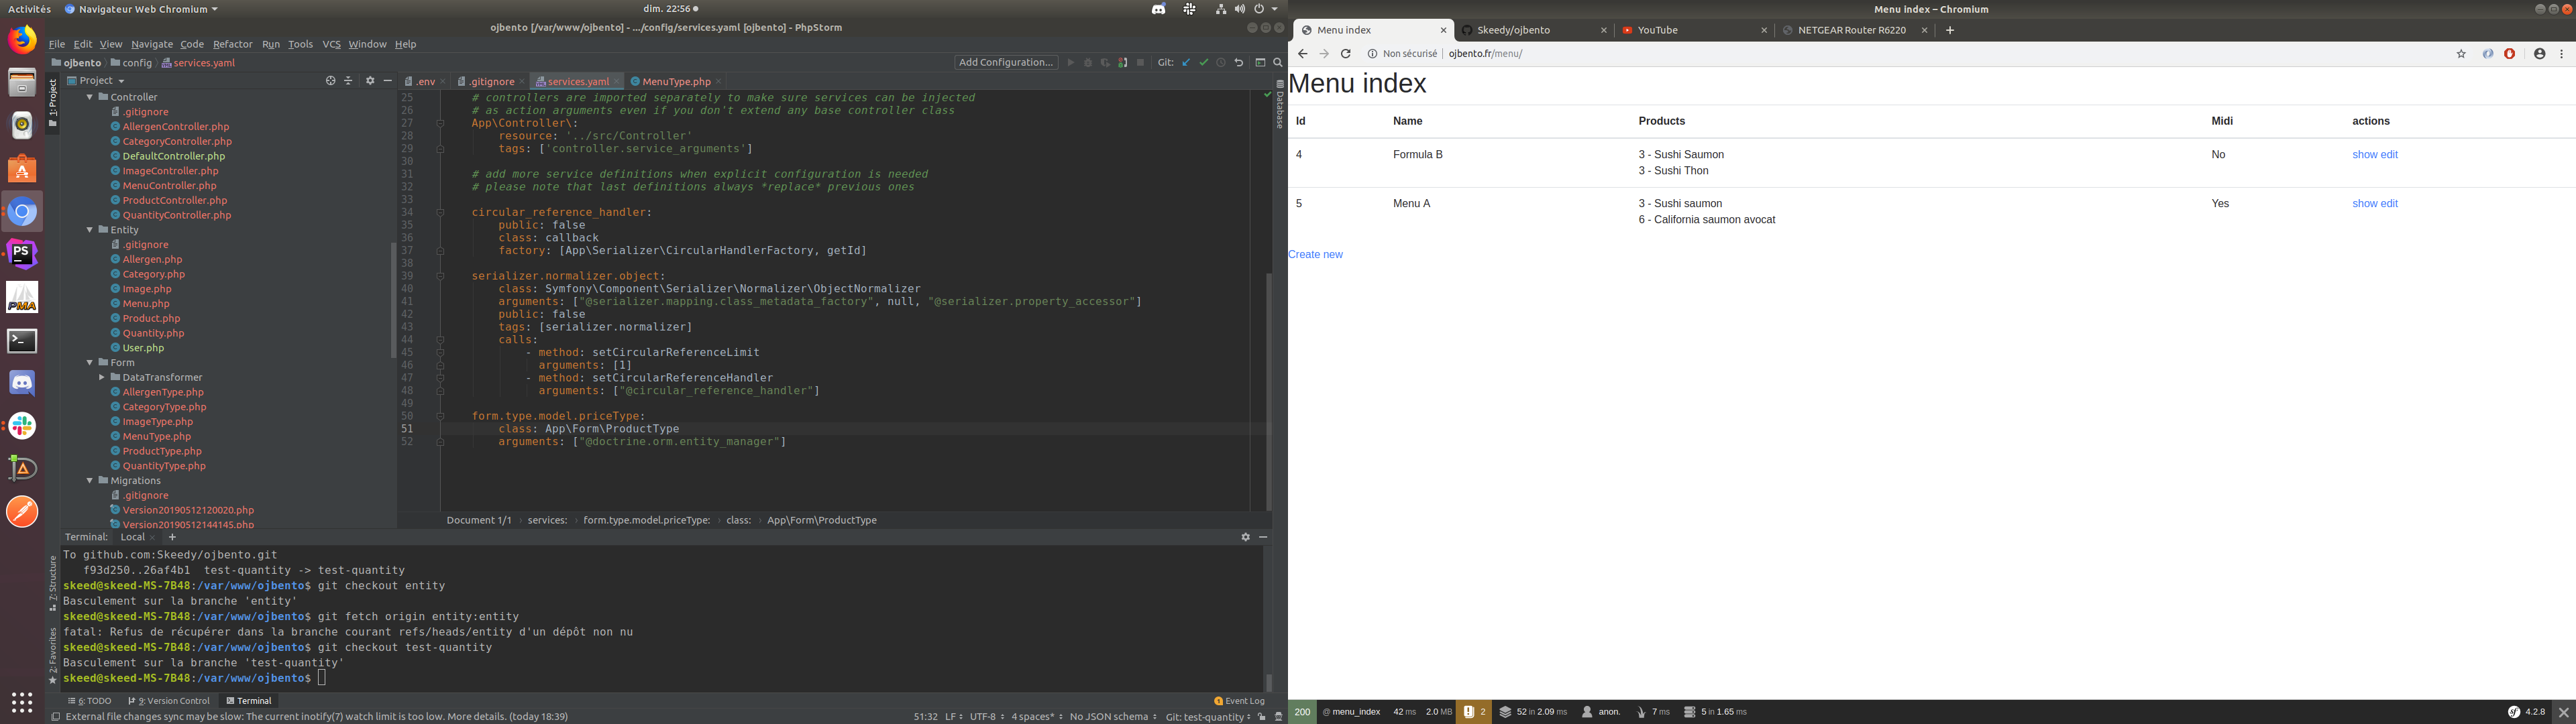 Activités Navigateur Web Chromium dim. 22:56
ojbento [/var/www/ojbento] - .../config/services.yaml [ojbento] - PhpStorm
File Edit View Navigate Code Refactor Run Tools VCS Window Help
ojbento config services.yaml Add Configuration... Git:
Project .env .gitignore services.yaml MenuType.php
1: Project
Database
Controller
.gitignore
AllergenController.php
CategoryController.php
DefaultController.php
ImageController.php
MenuController.php
ProductController.php
QuantityController.php
Entity
.gitignore
Allergen.php
Category.php
Image.php
Menu.php
Product.php
Quantity.php
User.php
Form
DataTransformer
AllergenType.php
CategoryType.php
ImageType.php
MenuType.php
ProductType.php
QuantityType.php
Migrations
.gitignore
Version20190512120020.php
Version20190512144145.php
25 # controllers are imported separately to make sure services can be injected
26 # as action arguments even if you don't extend any base controller class
27 App\Controller\:
28 resource: '../src/Controller'
29 tags: ['controller.service_arguments']
30
31 # add more service definitions when explicit configuration is needed
32 # please note that last definitions always *replace* previous ones
33
34 circular_reference_handler:
35 public: false
36 class: callback
37 factory: [App\Serializer\CircularHandlerFactory, getId]
38
39 serializer.normalizer.object:
40 class: Symfony\Component\Serializer\Normalizer\ObjectNormalizer
41 arguments: ["@serializer.mapping.class_metadata_factory", null, "@serializer.property_accessor"]
42 public: false
43 tags: [serializer.normalizer]
44 calls:
45 - method: setCircularReferenceLimit
46 arguments: [1]
47 - method: setCircularReferenceHandler
48 arguments: ["@circular_reference_handler"]
49
50 form.type.model.priceType:
51 class: App\Form\ProductType
52 arguments: ["@doctrine.orm.entity_manager"]
Document 1/1 services: form.type.model.priceType: class: App\Form\ProductType
Terminal: Local
To github.com:Skeedy/ojbento.git
f93d250..26af4b1 test-quantity -> test-quantity
skeed@skeed-MS-7B48:/var/www/ojbento$ git checkout entity
Basculement sur la branche 'entity'
skeed@skeed-MS-7B48:/var/www/ojbento$ git fetch origin entity:entity
fatal: Refus de récupérer dans la branche courant refs/heads/entity d'un dépôt non nu
skeed@skeed-MS-7B48:/var/www/ojbento$ git checkout test-quantity
Basculement sur la branche 'test-quantity'
skeed@skeed-MS-7B48:/var/www/ojbento$
7: Structure
2: Favorites
6: TODO 9: Version Control Terminal 1 Event Log
External file changes sync may be slow: The current inotify(7) watch limit is too low. More details. (today 18:39) 51:32 LF UTF-8 4 spaces* No JSON schema Git: test-quantity
Menu index – Chromium
Menu index Skeedy/ojbento YouTube NETGEAR Router R6220
Non sécurisé ojbento.fr/menu/
Menu index
Id Name Products Midi actions
4 Formula B 3 - Sushi Saumon No show edit
3 - Sushi Thon
5 Menu A 3 - Sushi saumon Yes show edit
6 - California saumon avocat
Create new
200 @ menu_index 42 ms 2.0 MB 2 52 in 2.09 ms anon. 7 ms 5 in 1.65 ms 4.2.8